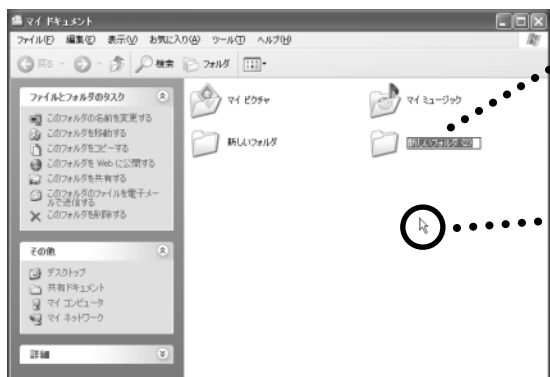 マイ ドキュメント
ファイル(F) 編集(E) 表示(V) お気に入り(A) ツール(T) ヘルプ(H)
戻る 検索 フォルダ
ファイルとフォルダのタスク
このフォルダの名前を変更する
このフォルダを移動する
このフォルダをコピーする
このフォルダを Web に公開する
このフォルダを共有する
このフォルダのファイルを電子メールで送信する
このフォルダを削除する
その他
デスクトップ
共有ドキュメント
マイ コンピュータ
マイ ネットワーク
詳細
マイ ピクチャ マイ ミュージック
新しいフォルダ 新しいフォルダ (2)